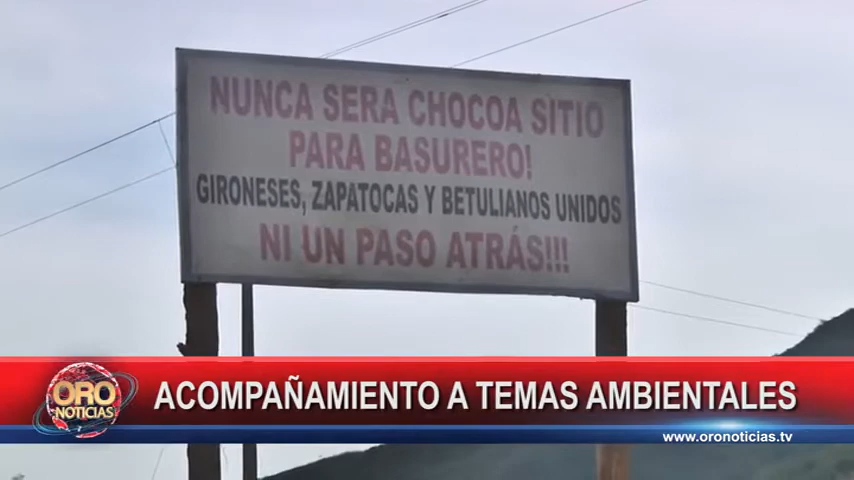 NUNCA SERA CHOCOA SITIO
PARA BASURERO!
GIRONESES, ZAPATOCAS Y BETULIANOS UNIDOS
NI UN PASO ATRÁS!!!
ORO
NOTICIAS
ACOMPAÑAMIENTO A TEMAS AMBIENTALES
www.oronoticias.tv